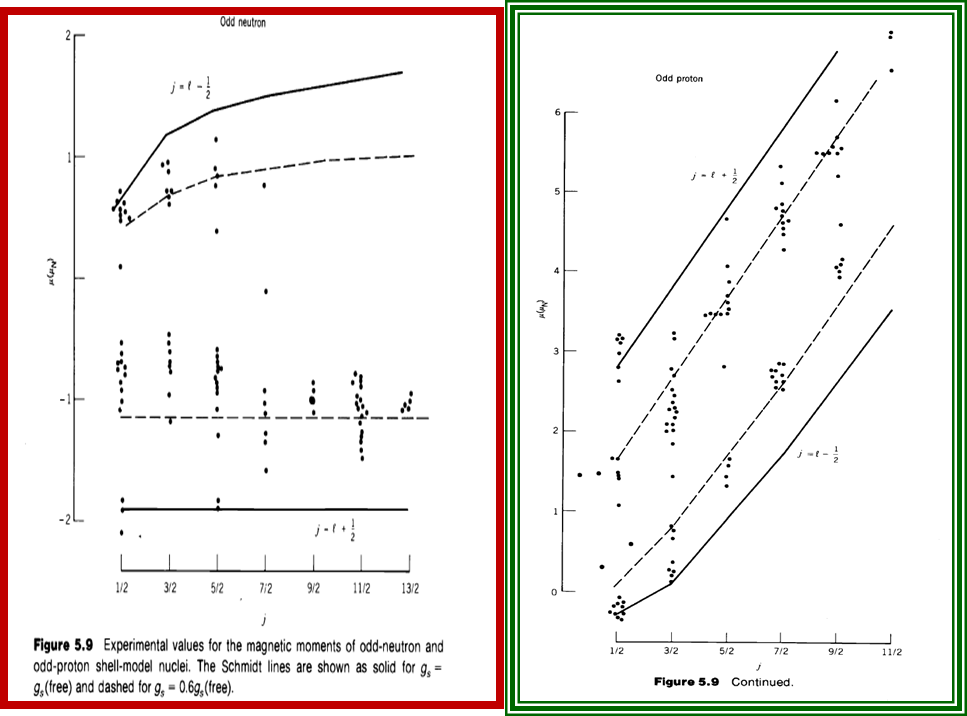 Odd neutron
2
1
-1
-2
μ(μN)
j = ℓ − 1/2
j = ℓ + 1/2
1/2 3/2 5/2 7/2 9/2 11/2 13/2
j
Figure 5.9 Experimental values for the magnetic moments of odd-neutron and
odd-proton shell-model nuclei. The Schmidt lines are shown as solid for gs =
gs(free) and dashed for gs = 0.6gs(free).
Odd proton
6
5
4
3
2
1
0
μ(μN)
j = ℓ + 1/2
j = ℓ − 1/2
1/2 3/2 5/2 7/2 9/2 11/2
j
Figure 5.9 Continued.